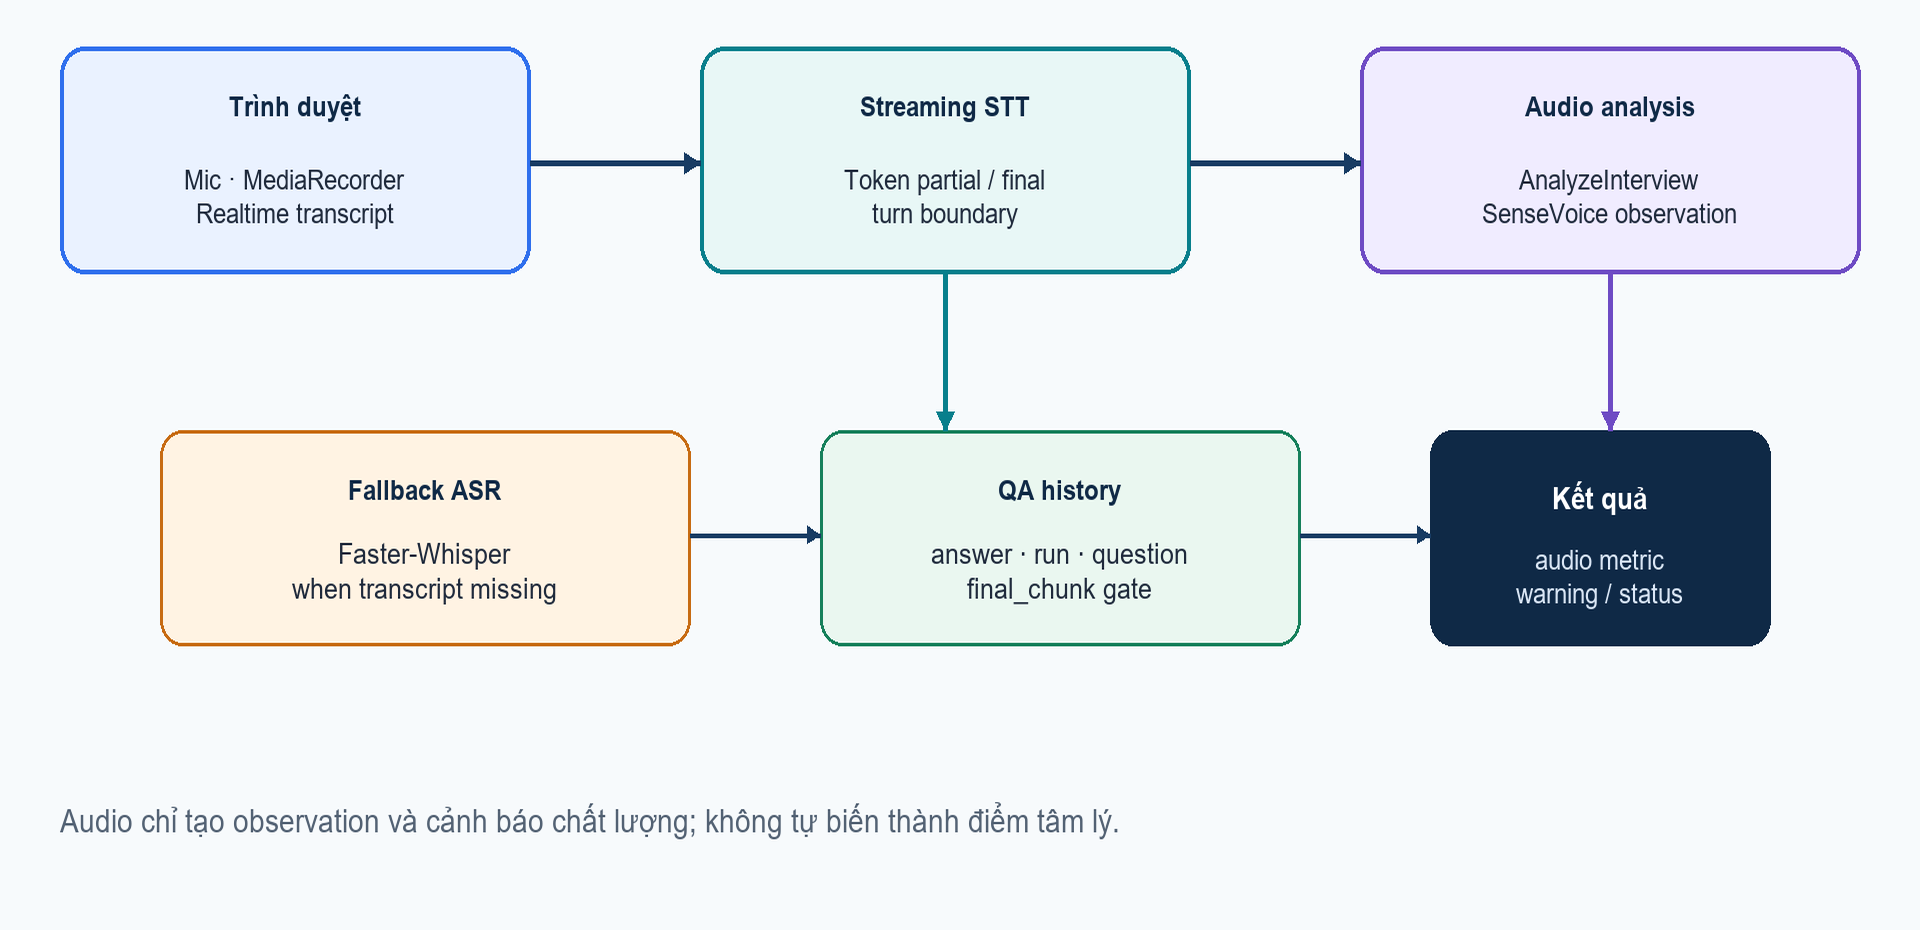 Trình duyệt
Mic · MediaRecorder
Realtime transcript
Streaming STT
Token partial / final
turn boundary
Audio analysis
AnalyzeInterview
SenseVoice observation
Fallback ASR
Faster-Whisper
when transcript missing
QA history
answer · run · question
final_chunk gate
Kết quả
audio metric
warning / status
Audio chỉ tạo observation và cảnh báo chất lượng; không tự biến thành điểm tâm lý.